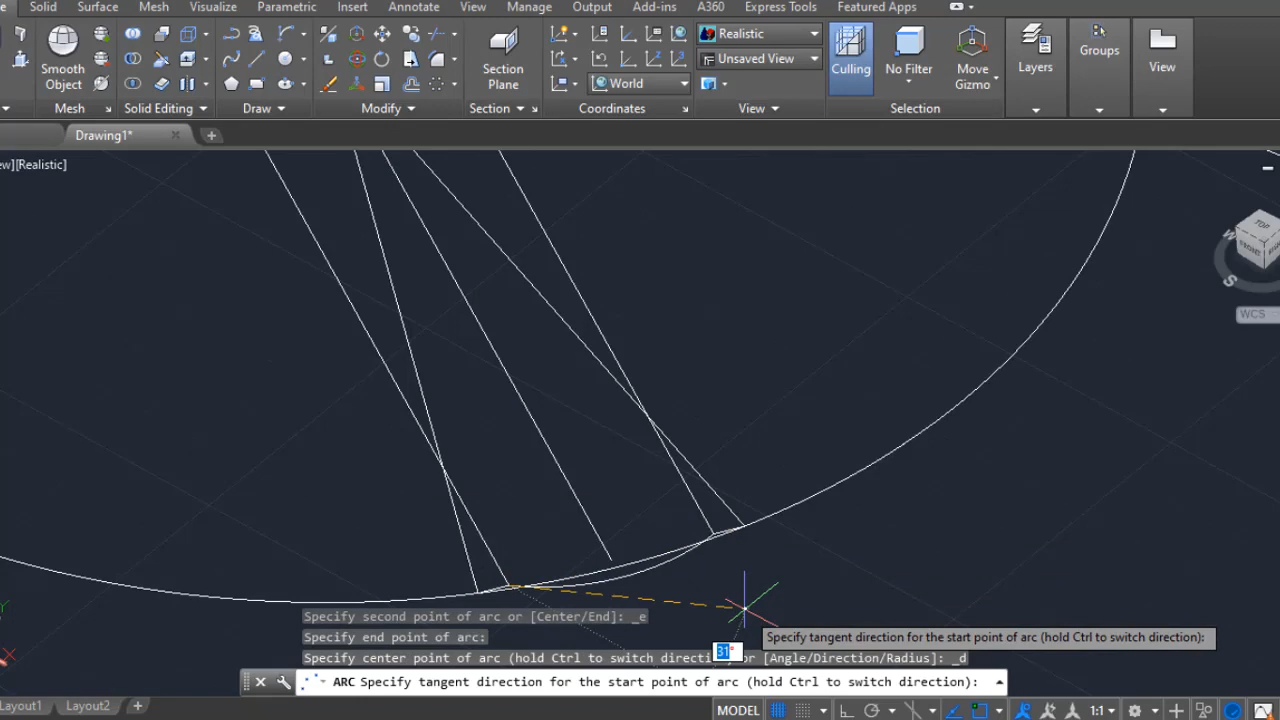 Solid Surface Mesh Visualize Parametric Insert Annotate View Manage Output Add-ins A360 Express Tools Featured Apps
Smooth
Object
Section
Plane
Realistic
Unsaved View
World
Culling
No Filter
Move
Gizmo
Layers
Groups
View
Mesh
Solid Editing
Draw
Modify
Section
Coordinates
View
Selection
Drawing1*
ew][Realistic]
TOP
FRONT
W
S
WCS
Y
Specify second point of arc or [Center/End]: _e
Specify end point of arc:
Specify center point of arc (hold Ctrl to switch directi or [Angle/Direction/Radius]: _d
31°
Specify tangent direction for the start point of arc (hold Ctrl to switch direction):
ARC Specify tangent direction for the start point of arc (hold Ctrl to switch direction):
Layout1 Layout2 +
MODEL
1:1